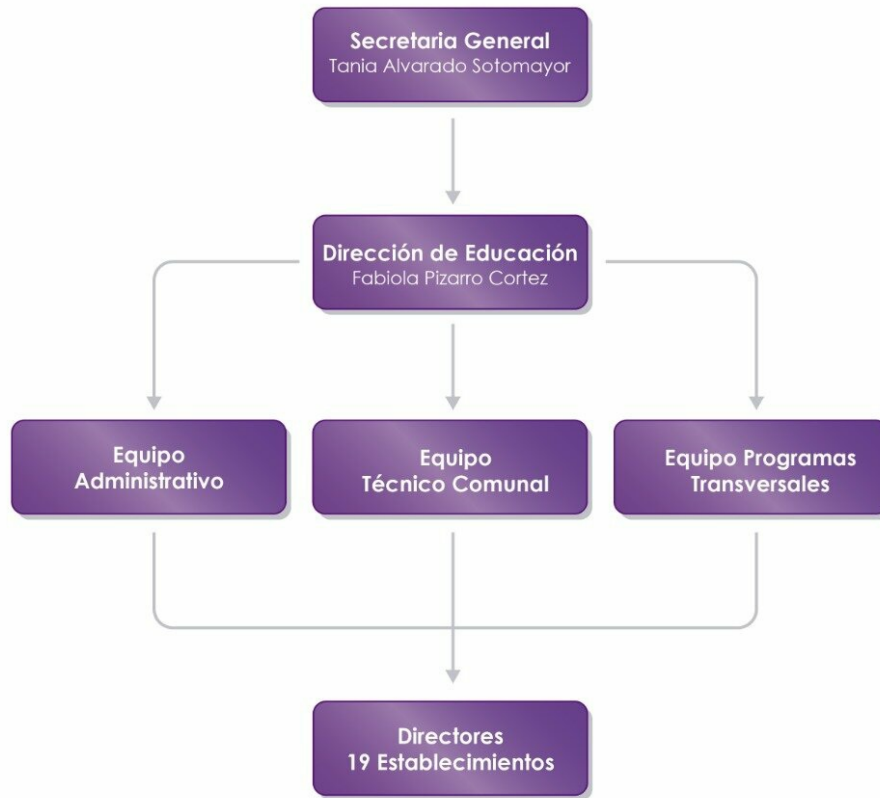 Secretaria General
Tania Alvarado Sotomayor
Dirección de Educación
Fabiola Pizarro Cortez
Equipo
Administrativo
Equipo
Técnico Comunal
Equipo Programas
Transversales
Directores
19 Establecimientos